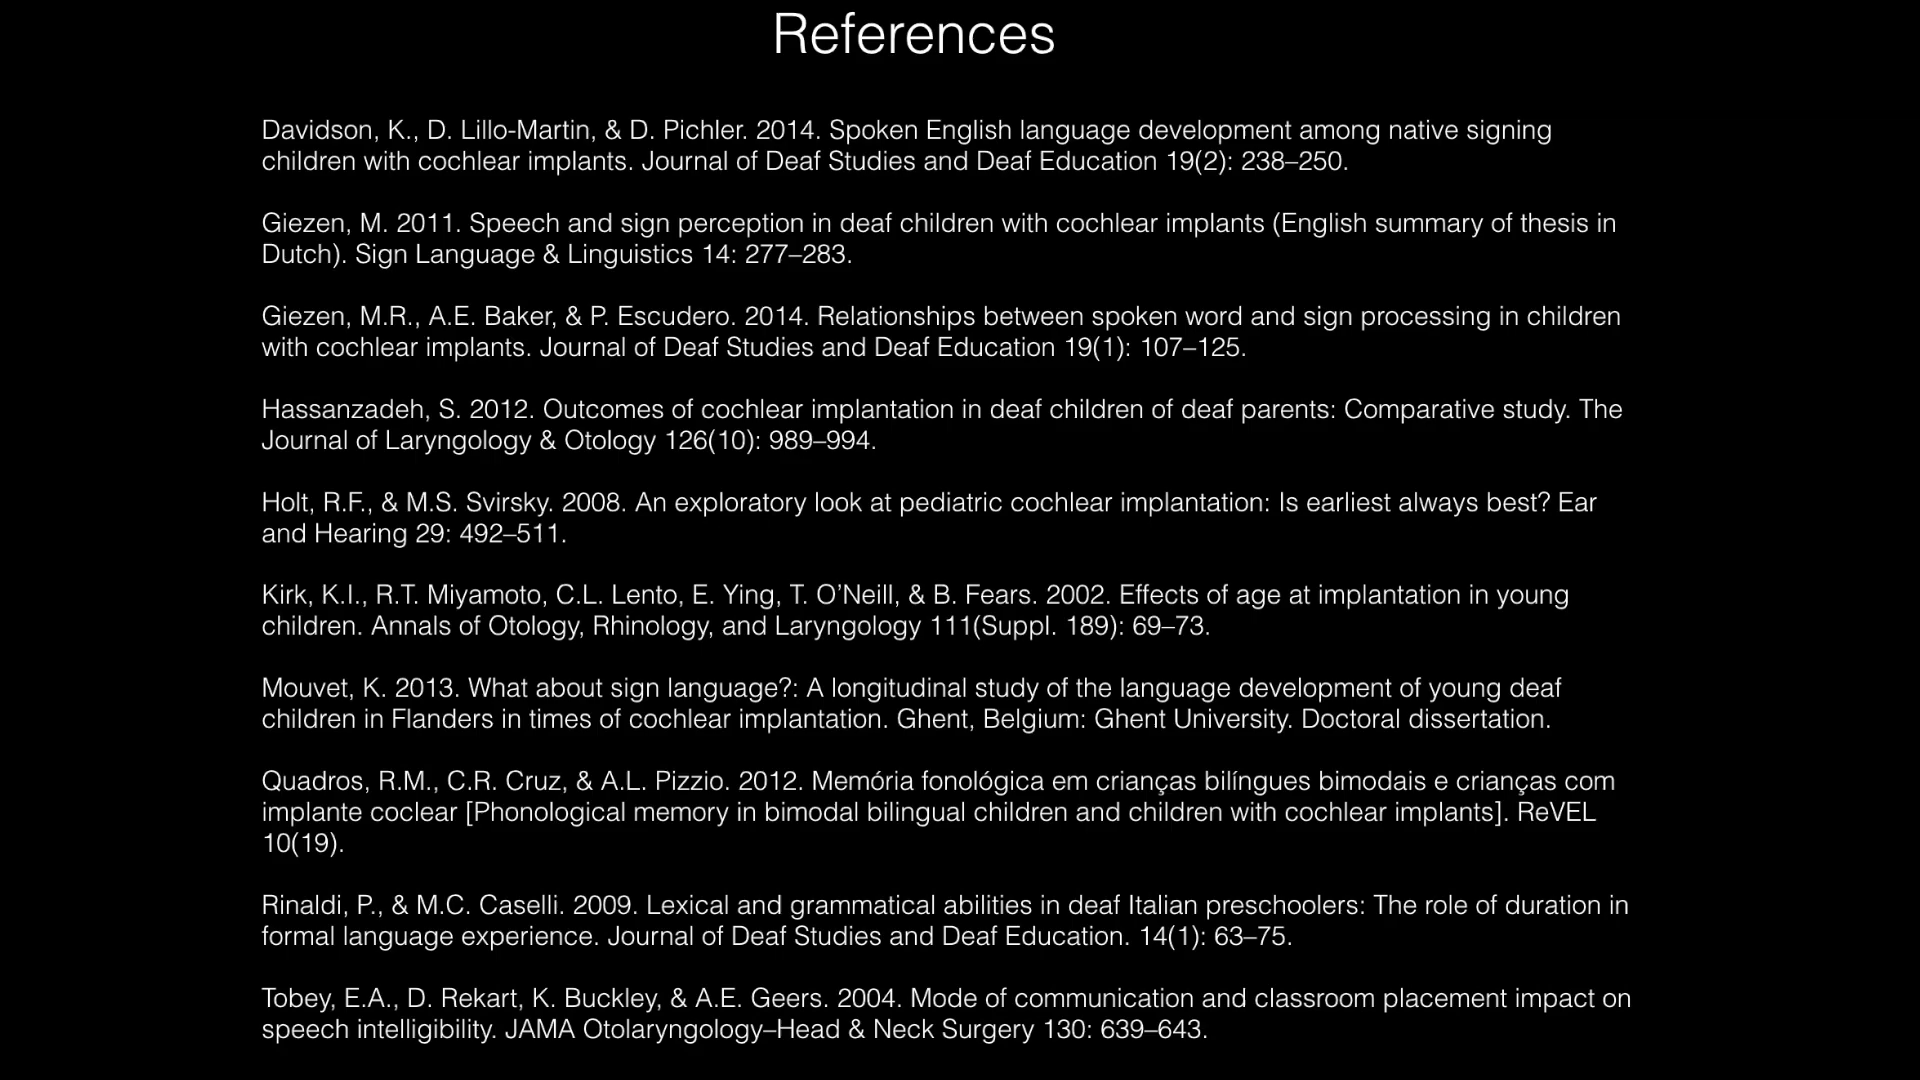 References
Davidson, K., D. Lillo-Martin, & D. Pichler. 2014. Spoken English language development among native signing
children with cochlear implants. Journal of Deaf Studies and Deaf Education 19(2): 238–250.
Giezen, M. 2011. Speech and sign perception in deaf children with cochlear implants (English summary of thesis in
Dutch). Sign Language & Linguistics 14: 277–283.
Giezen, M.R., A.E. Baker, & P. Escudero. 2014. Relationships between spoken word and sign processing in children
with cochlear implants. Journal of Deaf Studies and Deaf Education 19(1): 107–125.
Hassanzadeh, S. 2012. Outcomes of cochlear implantation in deaf children of deaf parents: Comparative study. The
Journal of Laryngology & Otology 126(10): 989–994.
Holt, R.F., & M.S. Svirsky. 2008. An exploratory look at pediatric cochlear implantation: Is earliest always best? Ear
and Hearing 29: 492–511.
Kirk, K.I., R.T. Miyamoto, C.L. Lento, E. Ying, T. O’Neill, & B. Fears. 2002. Effects of age at implantation in young
children. Annals of Otology, Rhinology, and Laryngology 111(Suppl. 189): 69–73.
Mouvet, K. 2013. What about sign language?: A longitudinal study of the language development of young deaf
children in Flanders in times of cochlear implantation. Ghent, Belgium: Ghent University. Doctoral dissertation.
Quadros, R.M., C.R. Cruz, & A.L. Pizzio. 2012. Memória fonológica em crianças bilíngues bimodais e crianças com
implante coclear [Phonological memory in bimodal bilingual children and children with cochlear implants]. ReVEL
10(19).
Rinaldi, P., & M.C. Caselli. 2009. Lexical and grammatical abilities in deaf Italian preschoolers: The role of duration in
formal language experience. Journal of Deaf Studies and Deaf Education. 14(1): 63–75.
Tobey, E.A., D. Rekart, K. Buckley, & A.E. Geers. 2004. Mode of communication and classroom placement impact on
speech intelligibility. JAMA Otolaryngology–Head & Neck Surgery 130: 639–643.